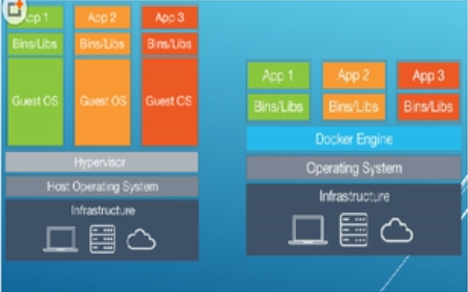 App 1 App 2 App 3
Bins/Libs Bins/Libs Bins/Libs
Guest OS Guest OS Guest OS
Hypervisor
Host Operating System
Infrastructure
App 1 App 2 App 3
Bins/Libs Bins/Libs Bins/Libs
Docker Engine
Operating System
Infrastructure